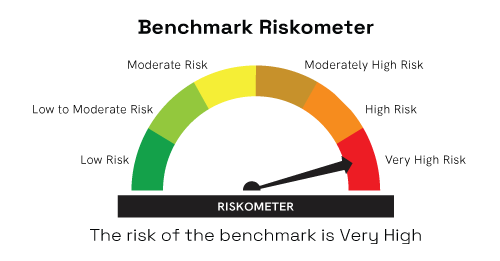 Benchmark Riskometer
Moderate Risk
Moderately High Risk
Low to Moderate Risk
High Risk
Low Risk
Very High Risk
RISKOMETER
The risk of the benchmark is Very High